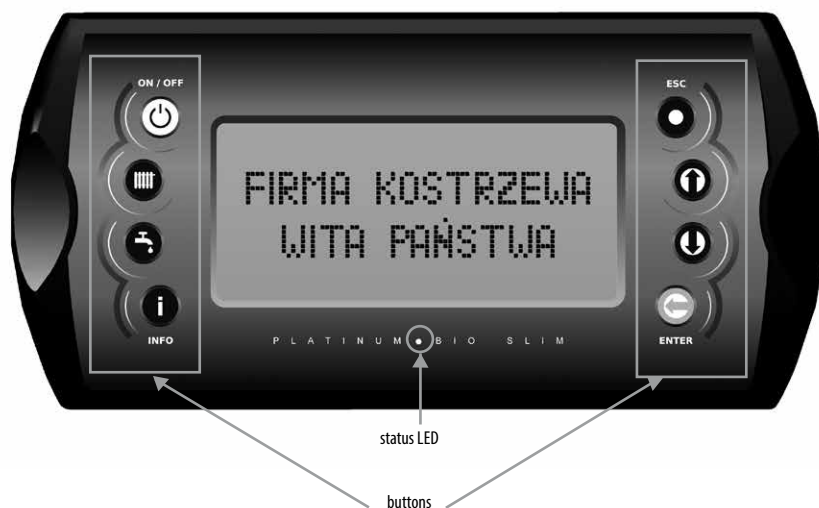 ON / OFF
ESC
FIRMA KOSTRZEWA
WITA PAŃSTWA
i
INFO
PLATINUM BIO SLIM
ENTER
status LED
buttons